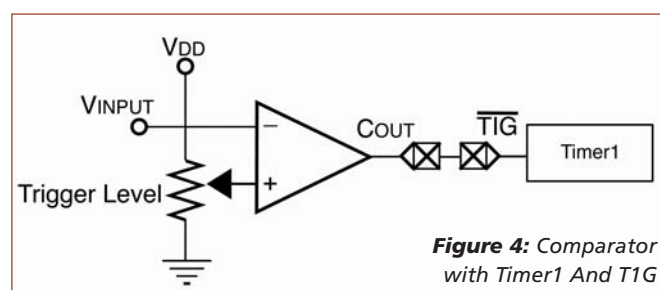 VDD
VINPUT
−
COUT
TIG
Timer1
+
Trigger Level
Figure 4: Comparator
with Timer1 And T1G